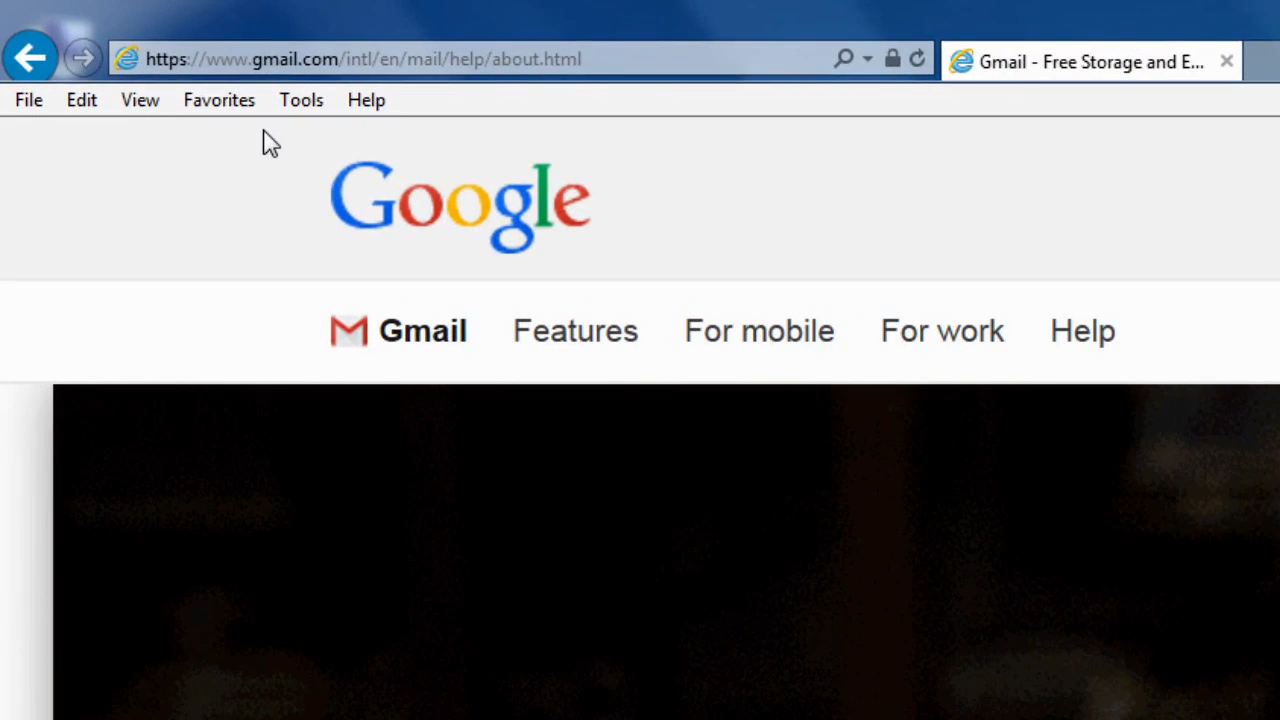 https://www.gmail.com/intl/en/mail/help/about.html
Gmail - Free Storage and E...
File Edit View Favorites Tools Help
Google
Gmail Features For mobile For work Help